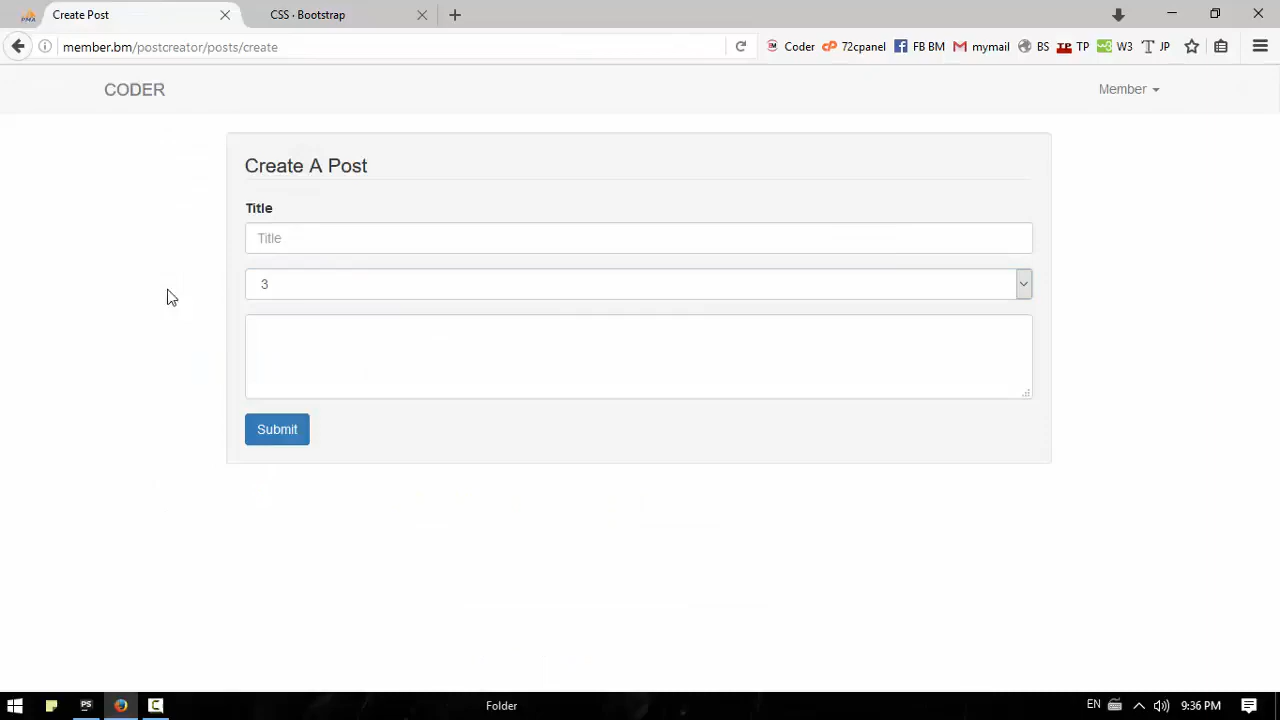 Create Post
CSS · Bootstrap
member.bm/postcreator/posts/create
Coder
72cpanel
FB BM
mymail
BS
TP
W3
JP
CODER
Member
Create A Post
Title
Title
3
Submit
Folder
EN
9:36 PM